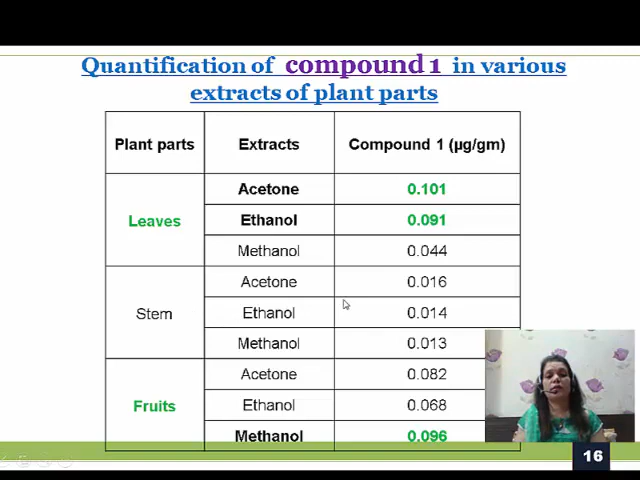 Quantification of compound 1 in various
extracts of plant parts
Plant parts Extracts Compound 1 (µg/gm)
Leaves Acetone 0.101
Ethanol 0.091
Methanol 0.044
Stem Acetone 0.016
Ethanol 0.014
Methanol 0.013
Fruits Acetone 0.082
Ethanol 0.068
Methanol 0.096
16